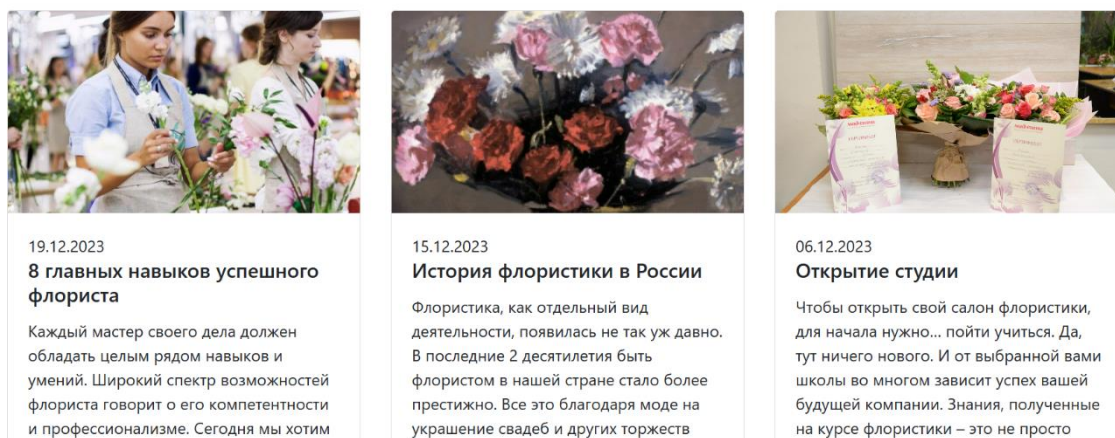 19.12.2023
8 главных навыков успешного
флориста
Каждый мастер своего дела должен
обладать целым рядом навыков и
умений. Широкий спектр возможностей
флориста говорит о его компетентности
и профессионализме. Сегодня мы хотим
15.12.2023
История флористики в России
Флористика, как отдельный вид
деятельности, появилась не так уж давно.
В последние 2 десятилетия быть
флористом в нашей стране стало более
престижно. Все это благодаря моде на
украшение свадеб и других торжеств
06.12.2023
Открытие студии
Чтобы открыть свой салон флористики,
для начала нужно... пойти учиться. Да,
тут ничего нового. И от выбранной вами
школы во многом зависит успех вашей
будущей компании. Знания, полученные
на курсе флористики – это не просто